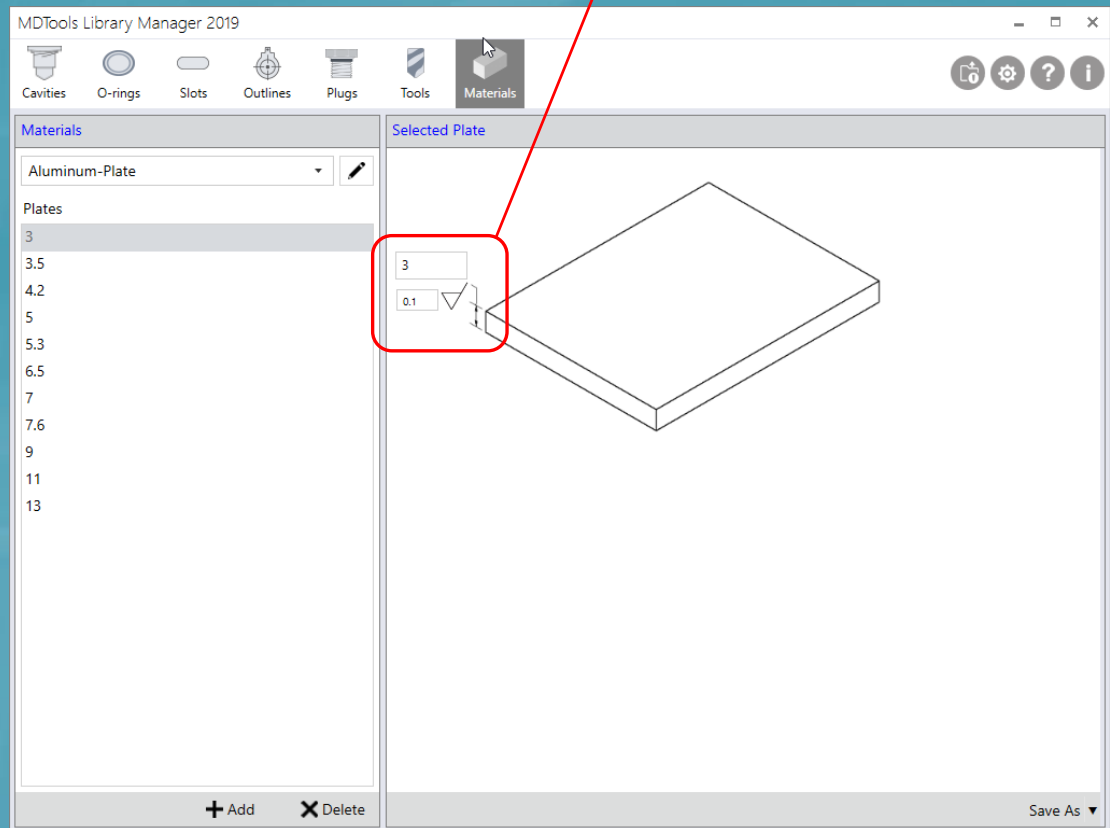 MDTools Library Manager 2019
Cavities O-rings Slots Outlines Plugs Tools Materials
Materials
Aluminum-Plate
Plates
3
3.5
4.2
5
5.3
6.5
7
7.6
9
11
13
Add Delete
Selected Plate
3
0.1
Save As